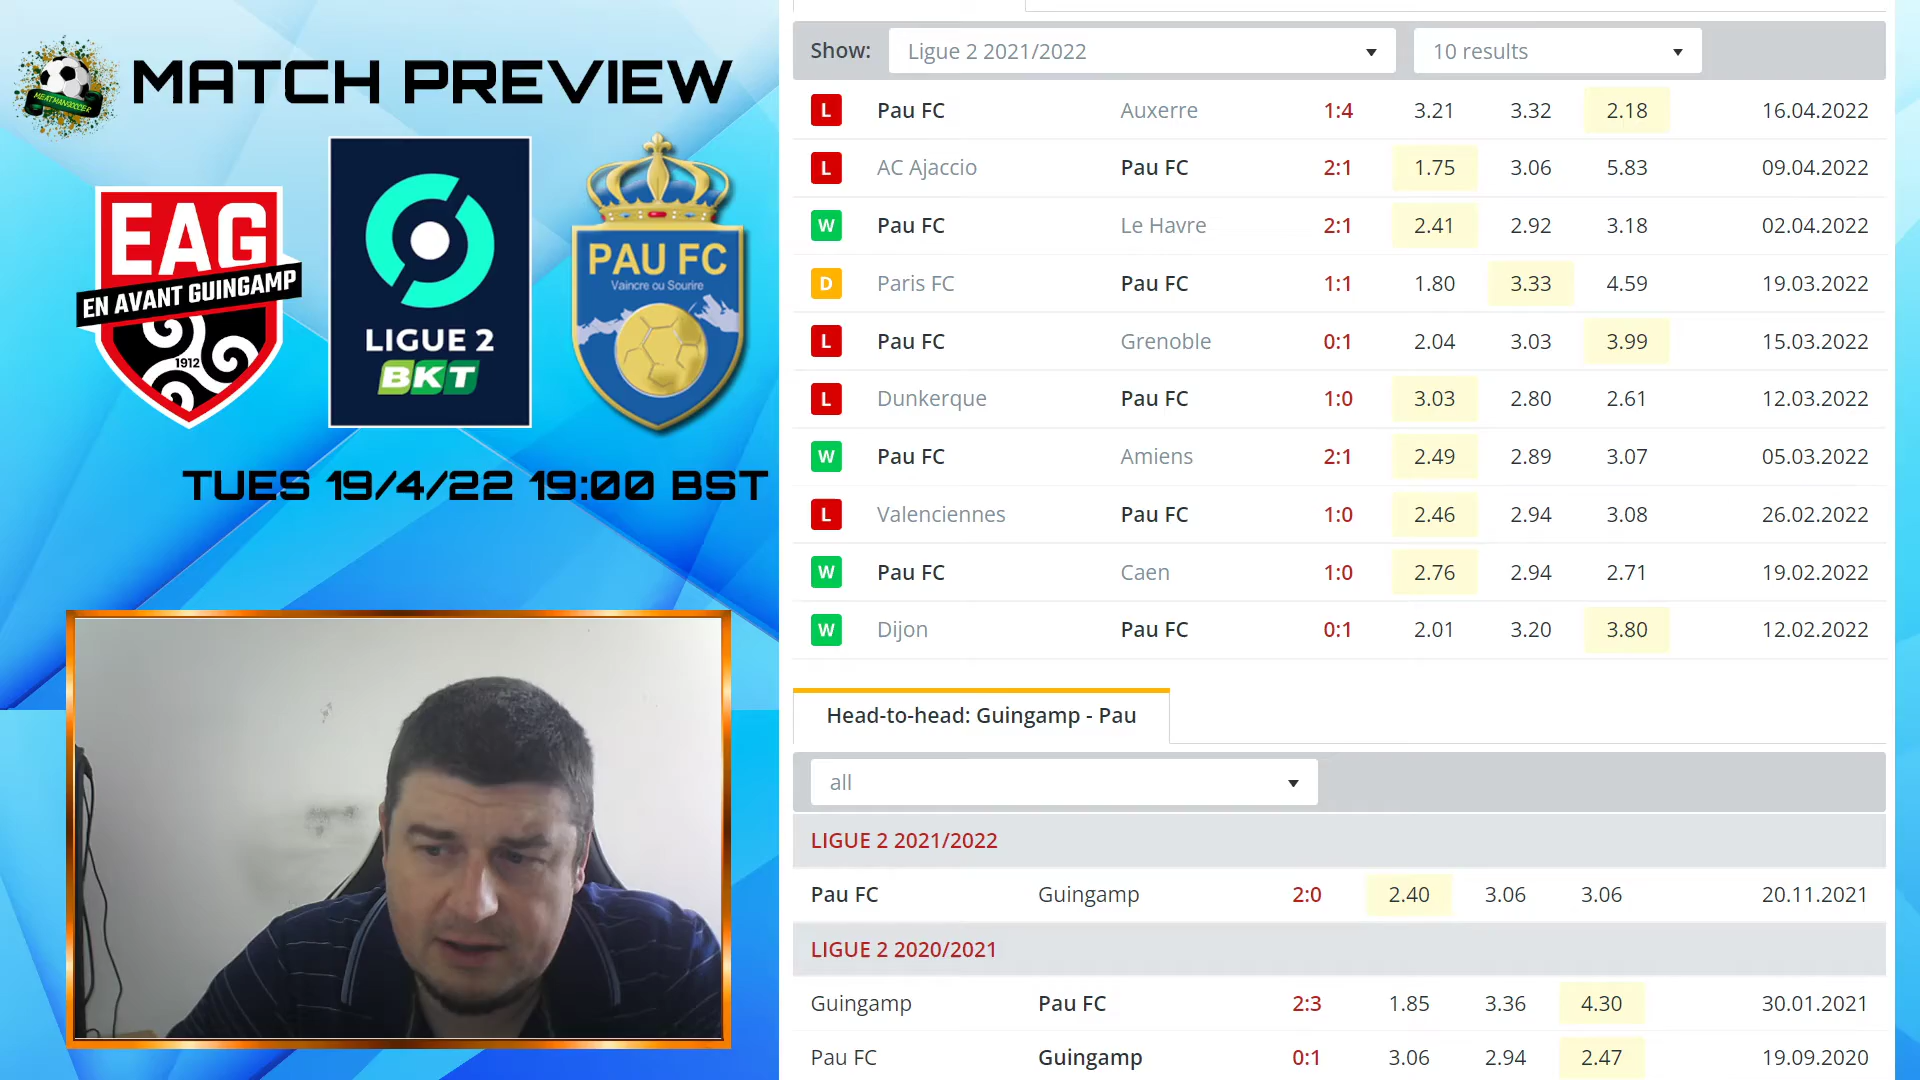 MEATMANSOCCER
MATCH PREVIEW
EAG
EN AVANT GUINGAMP
1912
LIGUE 2
BKT
PAU FC
Vaincre ou Sourire
TUES 19/4/22 19:00 BST
Show: Ligue 2 2021/2022 10 results
L Pau FC Auxerre 1:4 3.21 3.32 2.18 16.04.2022
L AC Ajaccio Pau FC 2:1 1.75 3.06 5.83 09.04.2022
W Pau FC Le Havre 2:1 2.41 2.92 3.18 02.04.2022
D Paris FC Pau FC 1:1 1.80 3.33 4.59 19.03.2022
L Pau FC Grenoble 0:1 2.04 3.03 3.99 15.03.2022
L Dunkerque Pau FC 1:0 3.03 2.80 2.61 12.03.2022
W Pau FC Amiens 2:1 2.49 2.89 3.07 05.03.2022
L Valenciennes Pau FC 1:0 2.46 2.94 3.08 26.02.2022
W Pau FC Caen 1:0 2.76 2.94 2.71 19.02.2022
W Dijon Pau FC 0:1 2.01 3.20 3.80 12.02.2022
Head-to-head: Guingamp - Pau
all
LIGUE 2 2021/2022
Pau FC Guingamp 2:0 2.40 3.06 3.06 20.11.2021
LIGUE 2 2020/2021
Guingamp Pau FC 2:3 1.85 3.36 4.30 30.01.2021
Pau FC Guingamp 0:1 3.06 2.94 2.47 19.09.2020